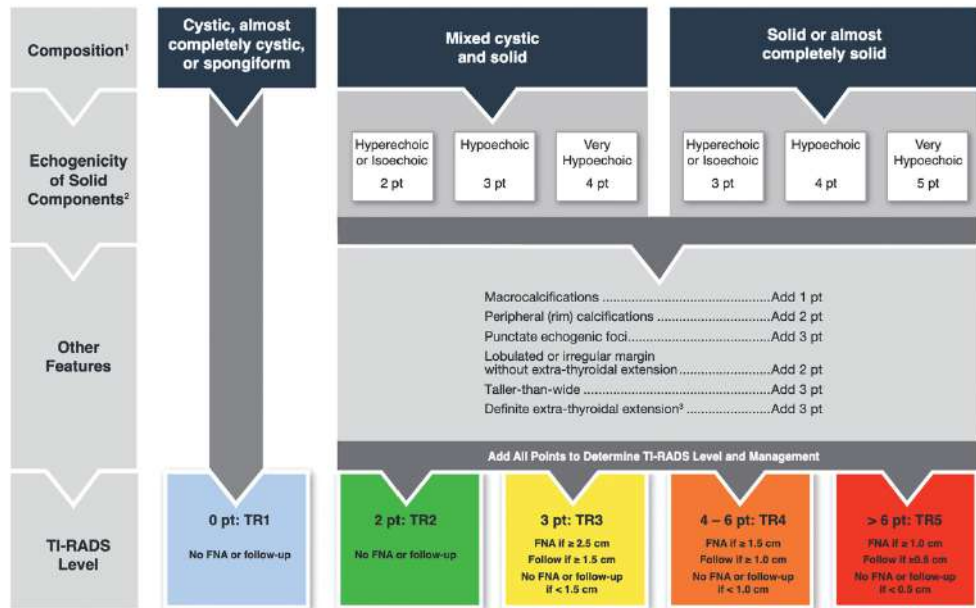 Composition¹
Cystic, almost
completely cystic,
or spongiform
Mixed cystic
and solid
Solid or almost
completely solid
Echogenicity
of Solid
Components²
Hyperechoic
or Isoechoic
2 pt
Hypoechoic
3 pt
Very
Hypoechoic
4 pt
Hyperechoic
or Isoechoic
3 pt
Hypoechoic
4 pt
Very
Hypoechoic
5 pt
Other
Features
Macrocalcifications ........ Add 1 pt
Peripheral (rim) calcifications ........ Add 2 pt
Punctate echogenic foci ........ Add 3 pt
Lobulated or irregular margin
without extra-thyroidal extension ........ Add 2 pt
Taller-than-wide ........ Add 3 pt
Definite extra-thyroidal extension³ ........ Add 3 pt
Add All Points to Determine TI-RADS Level and Management
TI-RADS
Level
0 pt: TR1
No FNA or follow-up
2 pt: TR2
No FNA or follow-up
3 pt: TR3
FNA if ≥ 2.5 cm
Follow if ≥ 1.5 cm
No FNA or follow-up
if < 1.5 cm
4 – 6 pt: TR4
FNA if ≥ 1.5 cm
Follow if ≥ 1.0 cm
No FNA or follow-up
if < 1.0 cm
> 6 pt: TR5
FNA if ≥ 1.0 cm
Follow if ≥0.5 cm
No FNA or follow-up
if < 0.5 cm